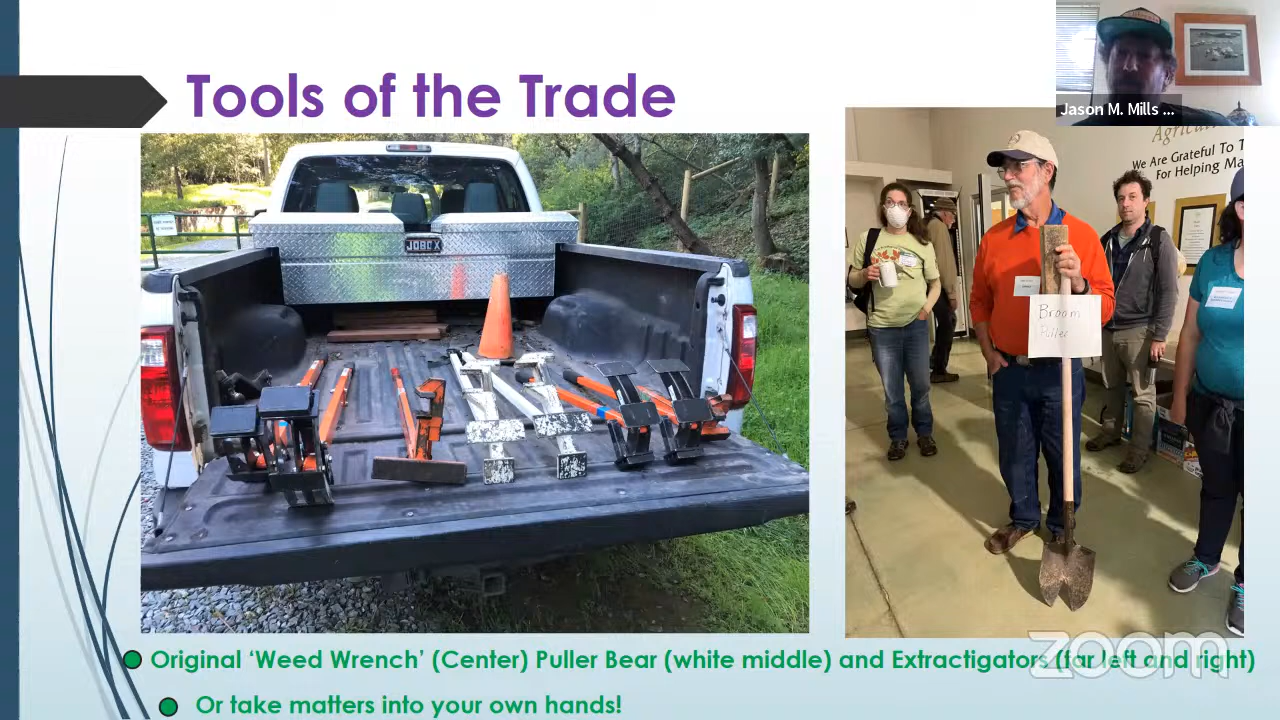 Tools of the Trade
Jason M. Mills ...
JOBOX
We Are Grateful To T
For Helping Ma
Broom
Puller
Original ‘Weed Wrench’ (Center) Puller Bear (white middle) and Extractigators (far left and right)
Or take matters into your own hands!
zoom